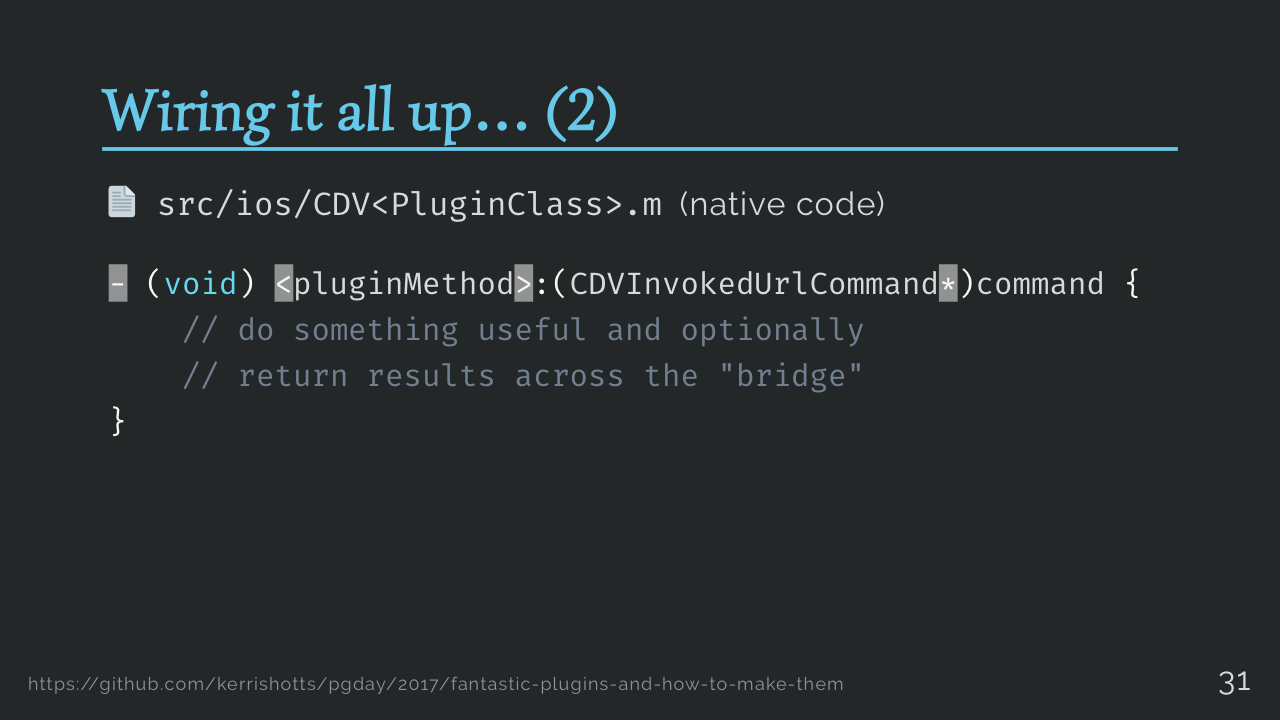 Wiring it all up… (2)
src/ios/CDV<PluginClass>.m (native code)
- (void) <pluginMethod>:(CDVInvokedUrlCommand*)command {
    // do something useful and optionally
    // return results across the "bridge"
}
https://github.com/kerrishotts/pgday/2017/fantastic-plugins-and-how-to-make-them
31